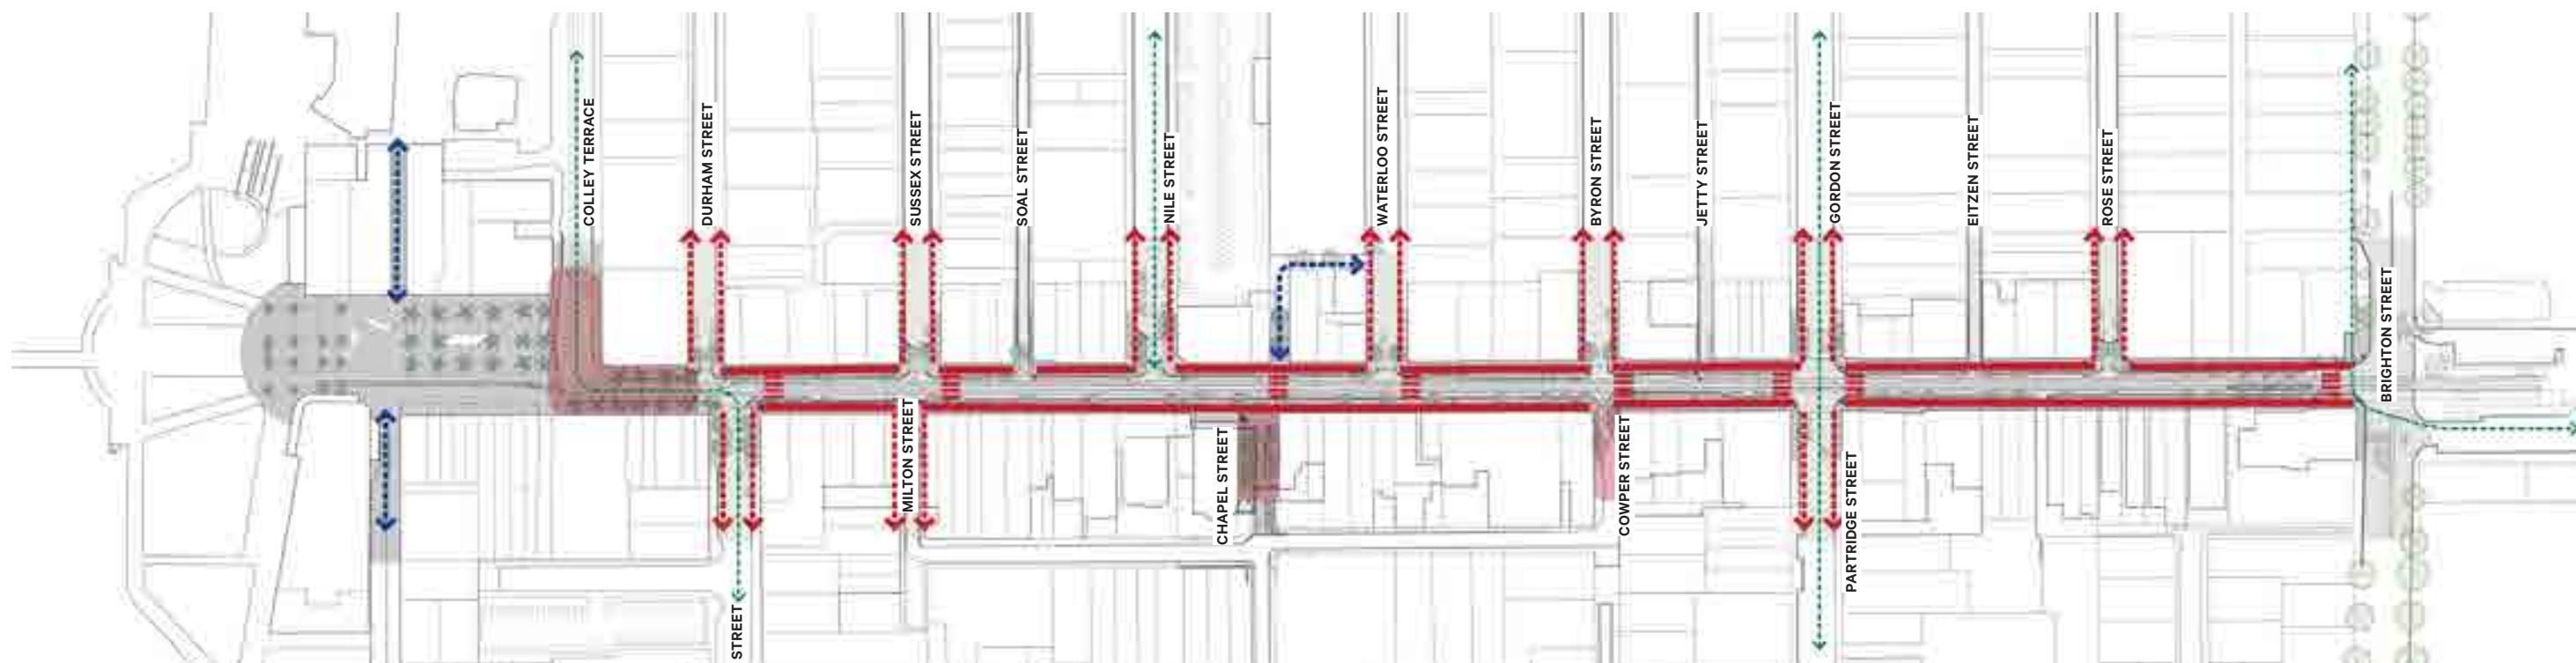 COLLEY TERRACE
DURHAM STREET
SUSSEX STREET
SOAL STREET
NILE STREET
WATERLOO STREET
BYRON STREET
JETTY STREET
GORDON STREET
EITZEN STREET
ROSE STREET
BRIGHTON STREET
MILTON STREET
CHAPEL STREET
COWPER STREET
PARTRIDGE STREET
STREET